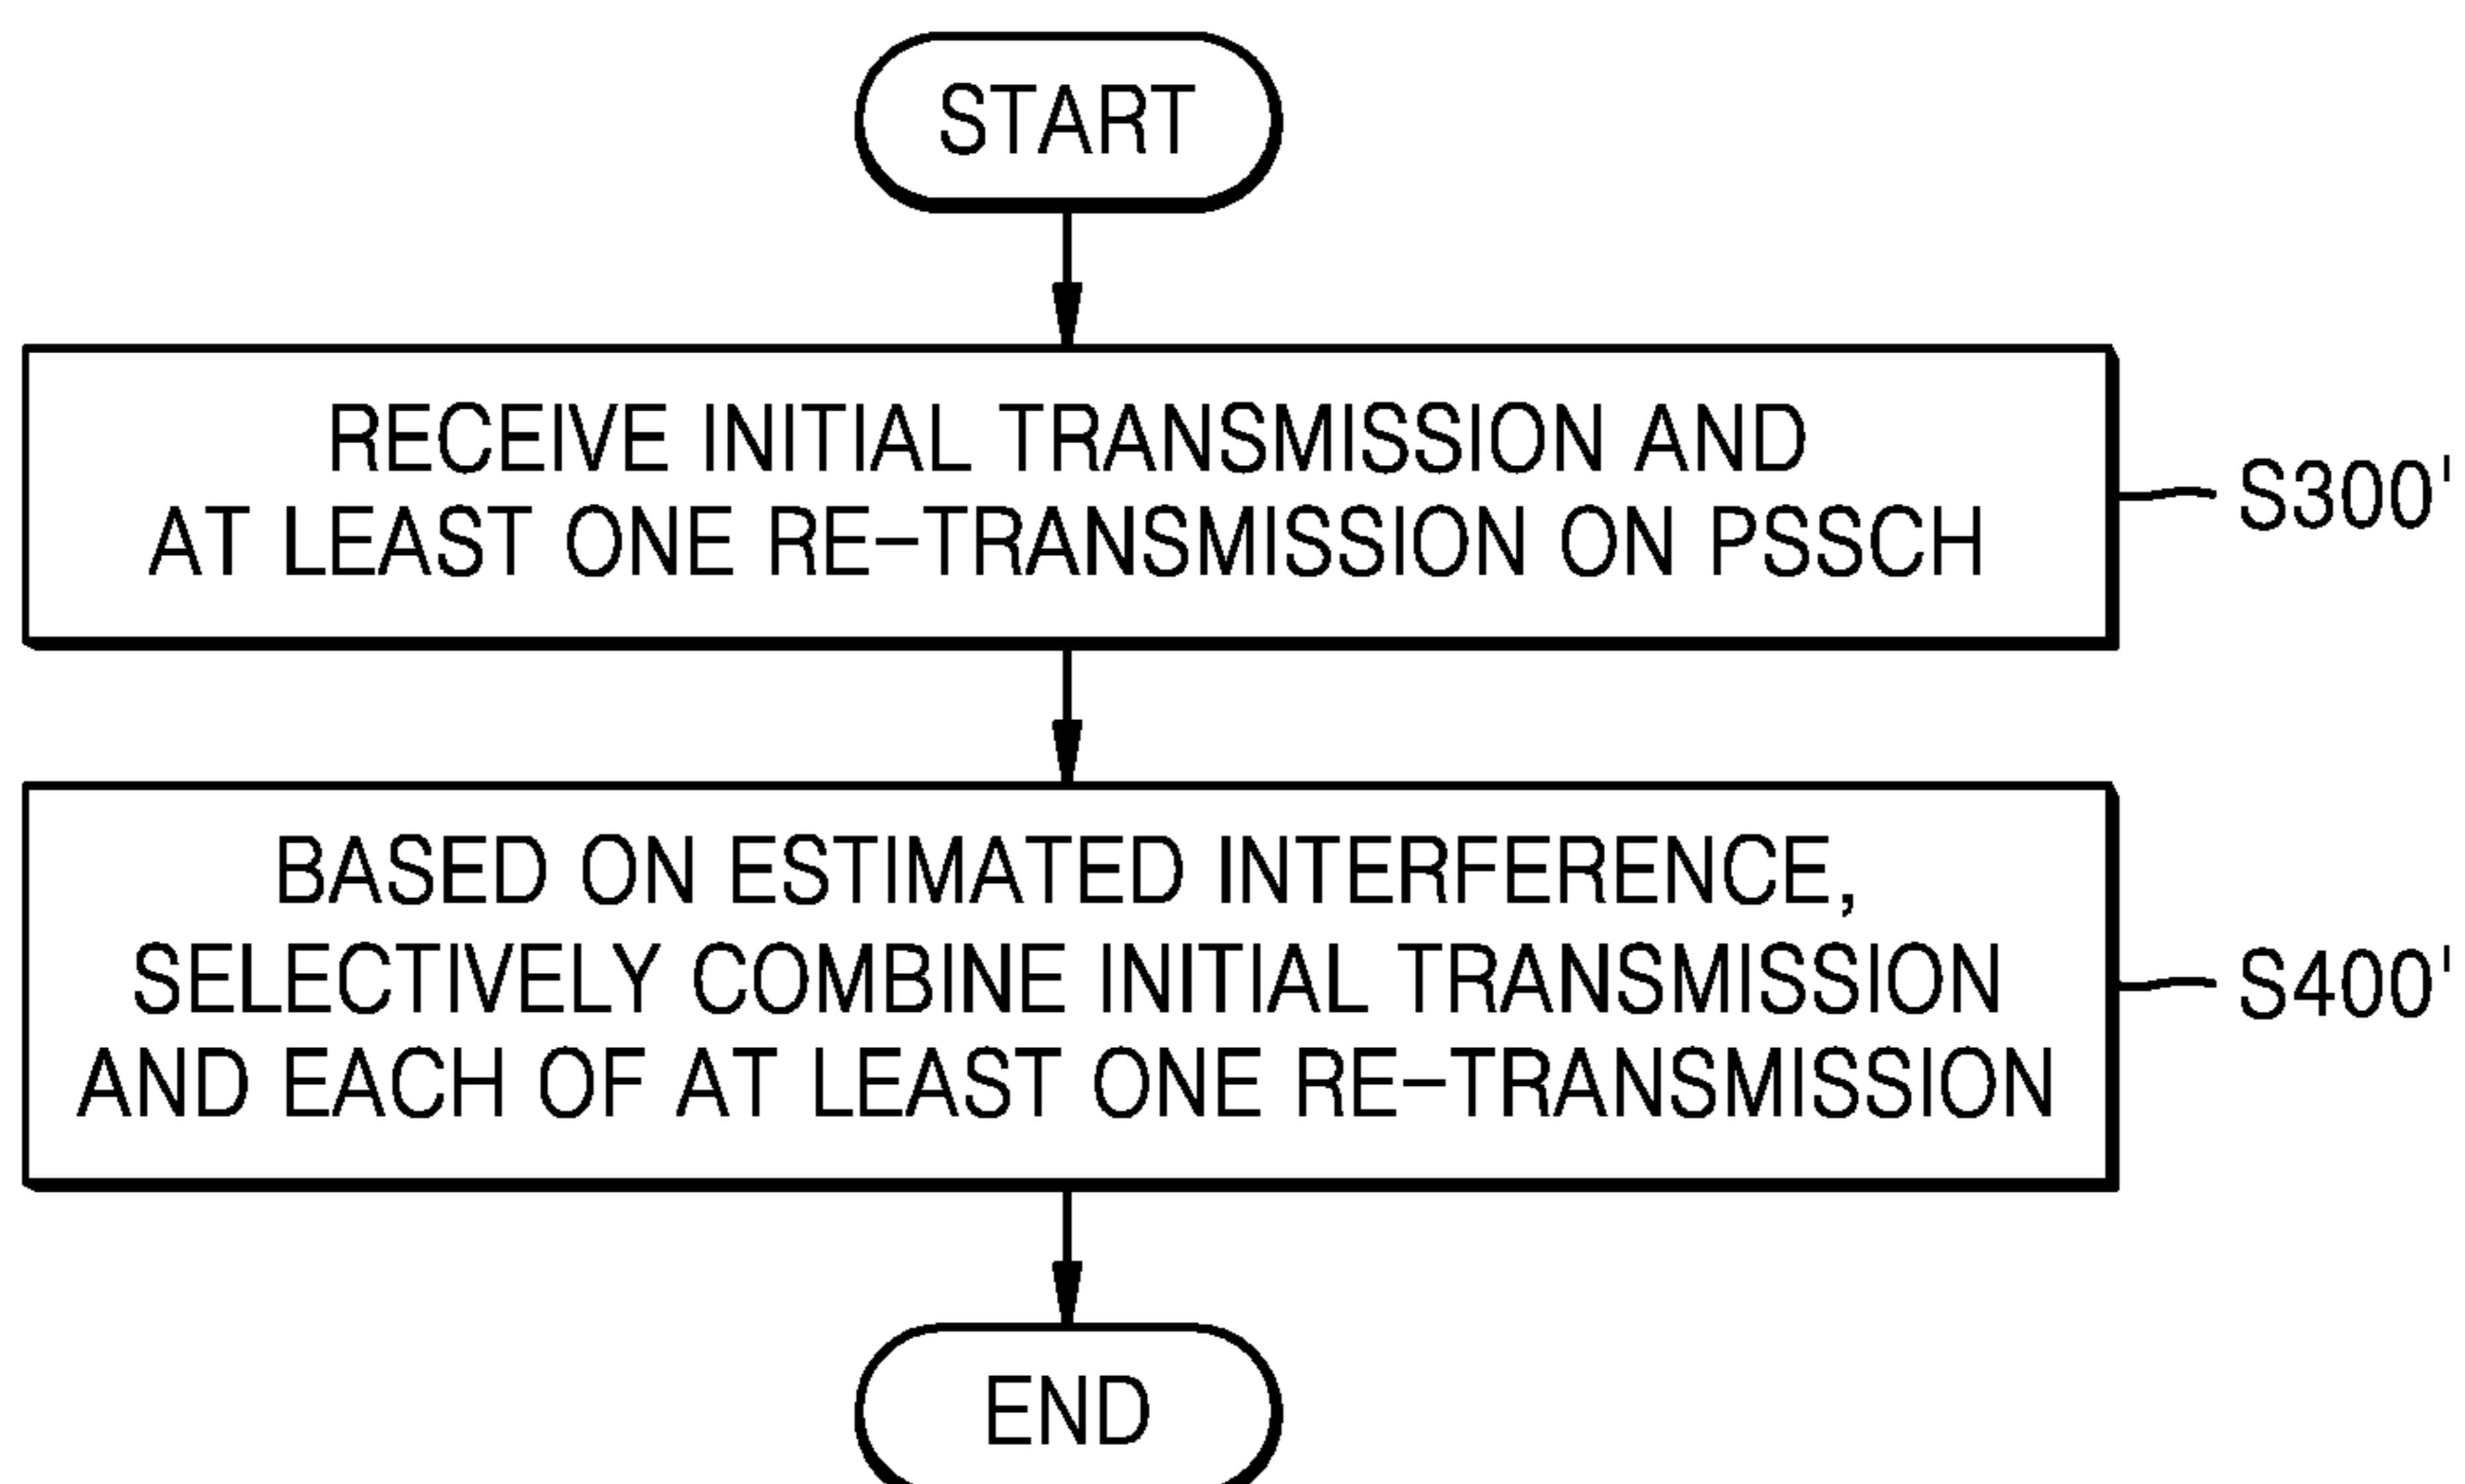 START
RECEIVE INITIAL TRANSMISSION AND
AT LEAST ONE RE-TRANSMISSION ON PSSCH
S300'
BASED ON ESTIMATED INTERFERENCE,
SELECTIVELY COMBINE INITIAL TRANSMISSION
AND EACH OF AT LEAST ONE RE-TRANSMISSION
S400'
END